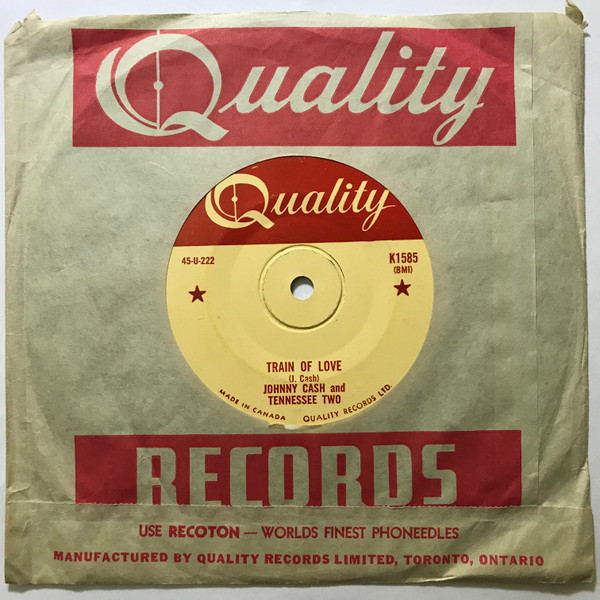 Quality
Quality
45-U-222
K1585
(BMI)
TRAIN OF LOVE
(J. Cash)
JOHNNY CASH and
TENNESSEE TWO
MADE IN CANADA QUALITY RECORDS LTD.
RECORDS
USE RECOTON — WORLDS FINEST PHONEEDLES
MANUFACTURED BY QUALITY RECORDS LIMITED, TORONTO, ONTARIO